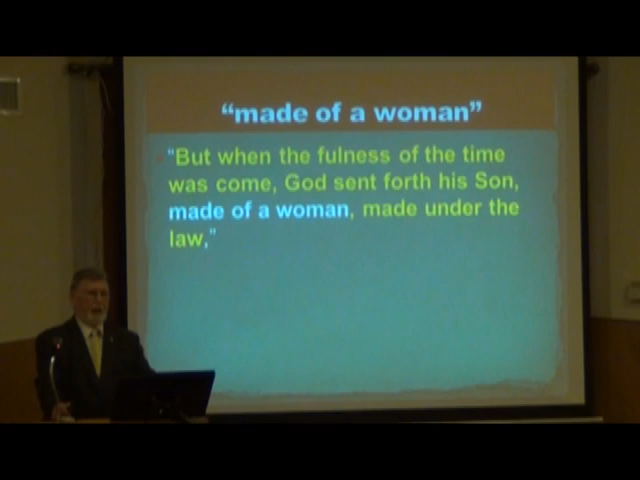 “made of a woman”
“But when the fulness of the time
was come, God sent forth his Son,
made of a woman, made under the
law,”